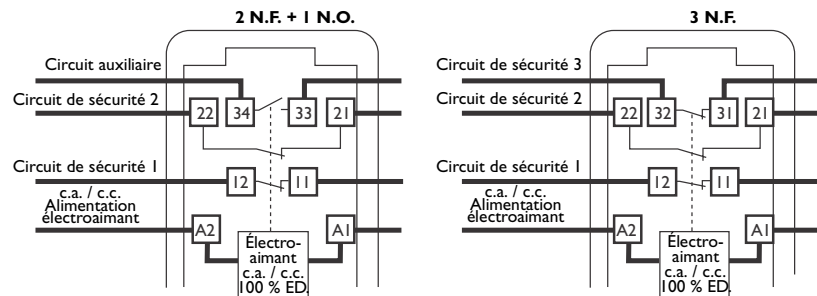 2 N.F. + 1 N.O.
Circuit auxiliaire
Circuit de sécurité 2
22
34
33
21
Circuit de sécurité 1
12
11
c.a. / c.c.
Alimentation
électroaimant
A2
A1
Électro-
aimant
c.a. / c.c.
100 % ED.
3 N.F.
Circuit de sécurité 3
Circuit de sécurité 2
22
32
31
21
Circuit de sécurité 1
12
11
c.a. / c.c.
Alimentation
électroaimant
A2
A1
Électro-
aimant
c.a. / c.c.
100 % ED.